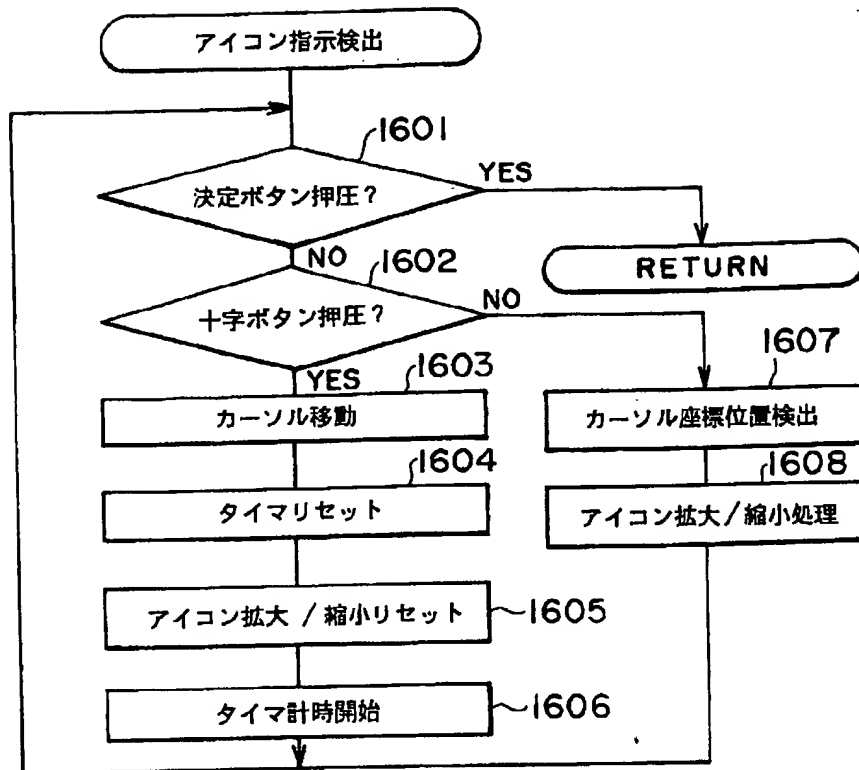 アイコン指示検出
1601
決定ボタン押圧?
YES
NO
RETURN
1602
十字ボタン押圧?
NO
YES
1603
カーソル移動
1607
カーソル座標位置検出
1604
タイマリセット
1608
アイコン拡大/縮小処理
アイコン拡大 / 縮小リセット
1605
タイマ計時開始
1606